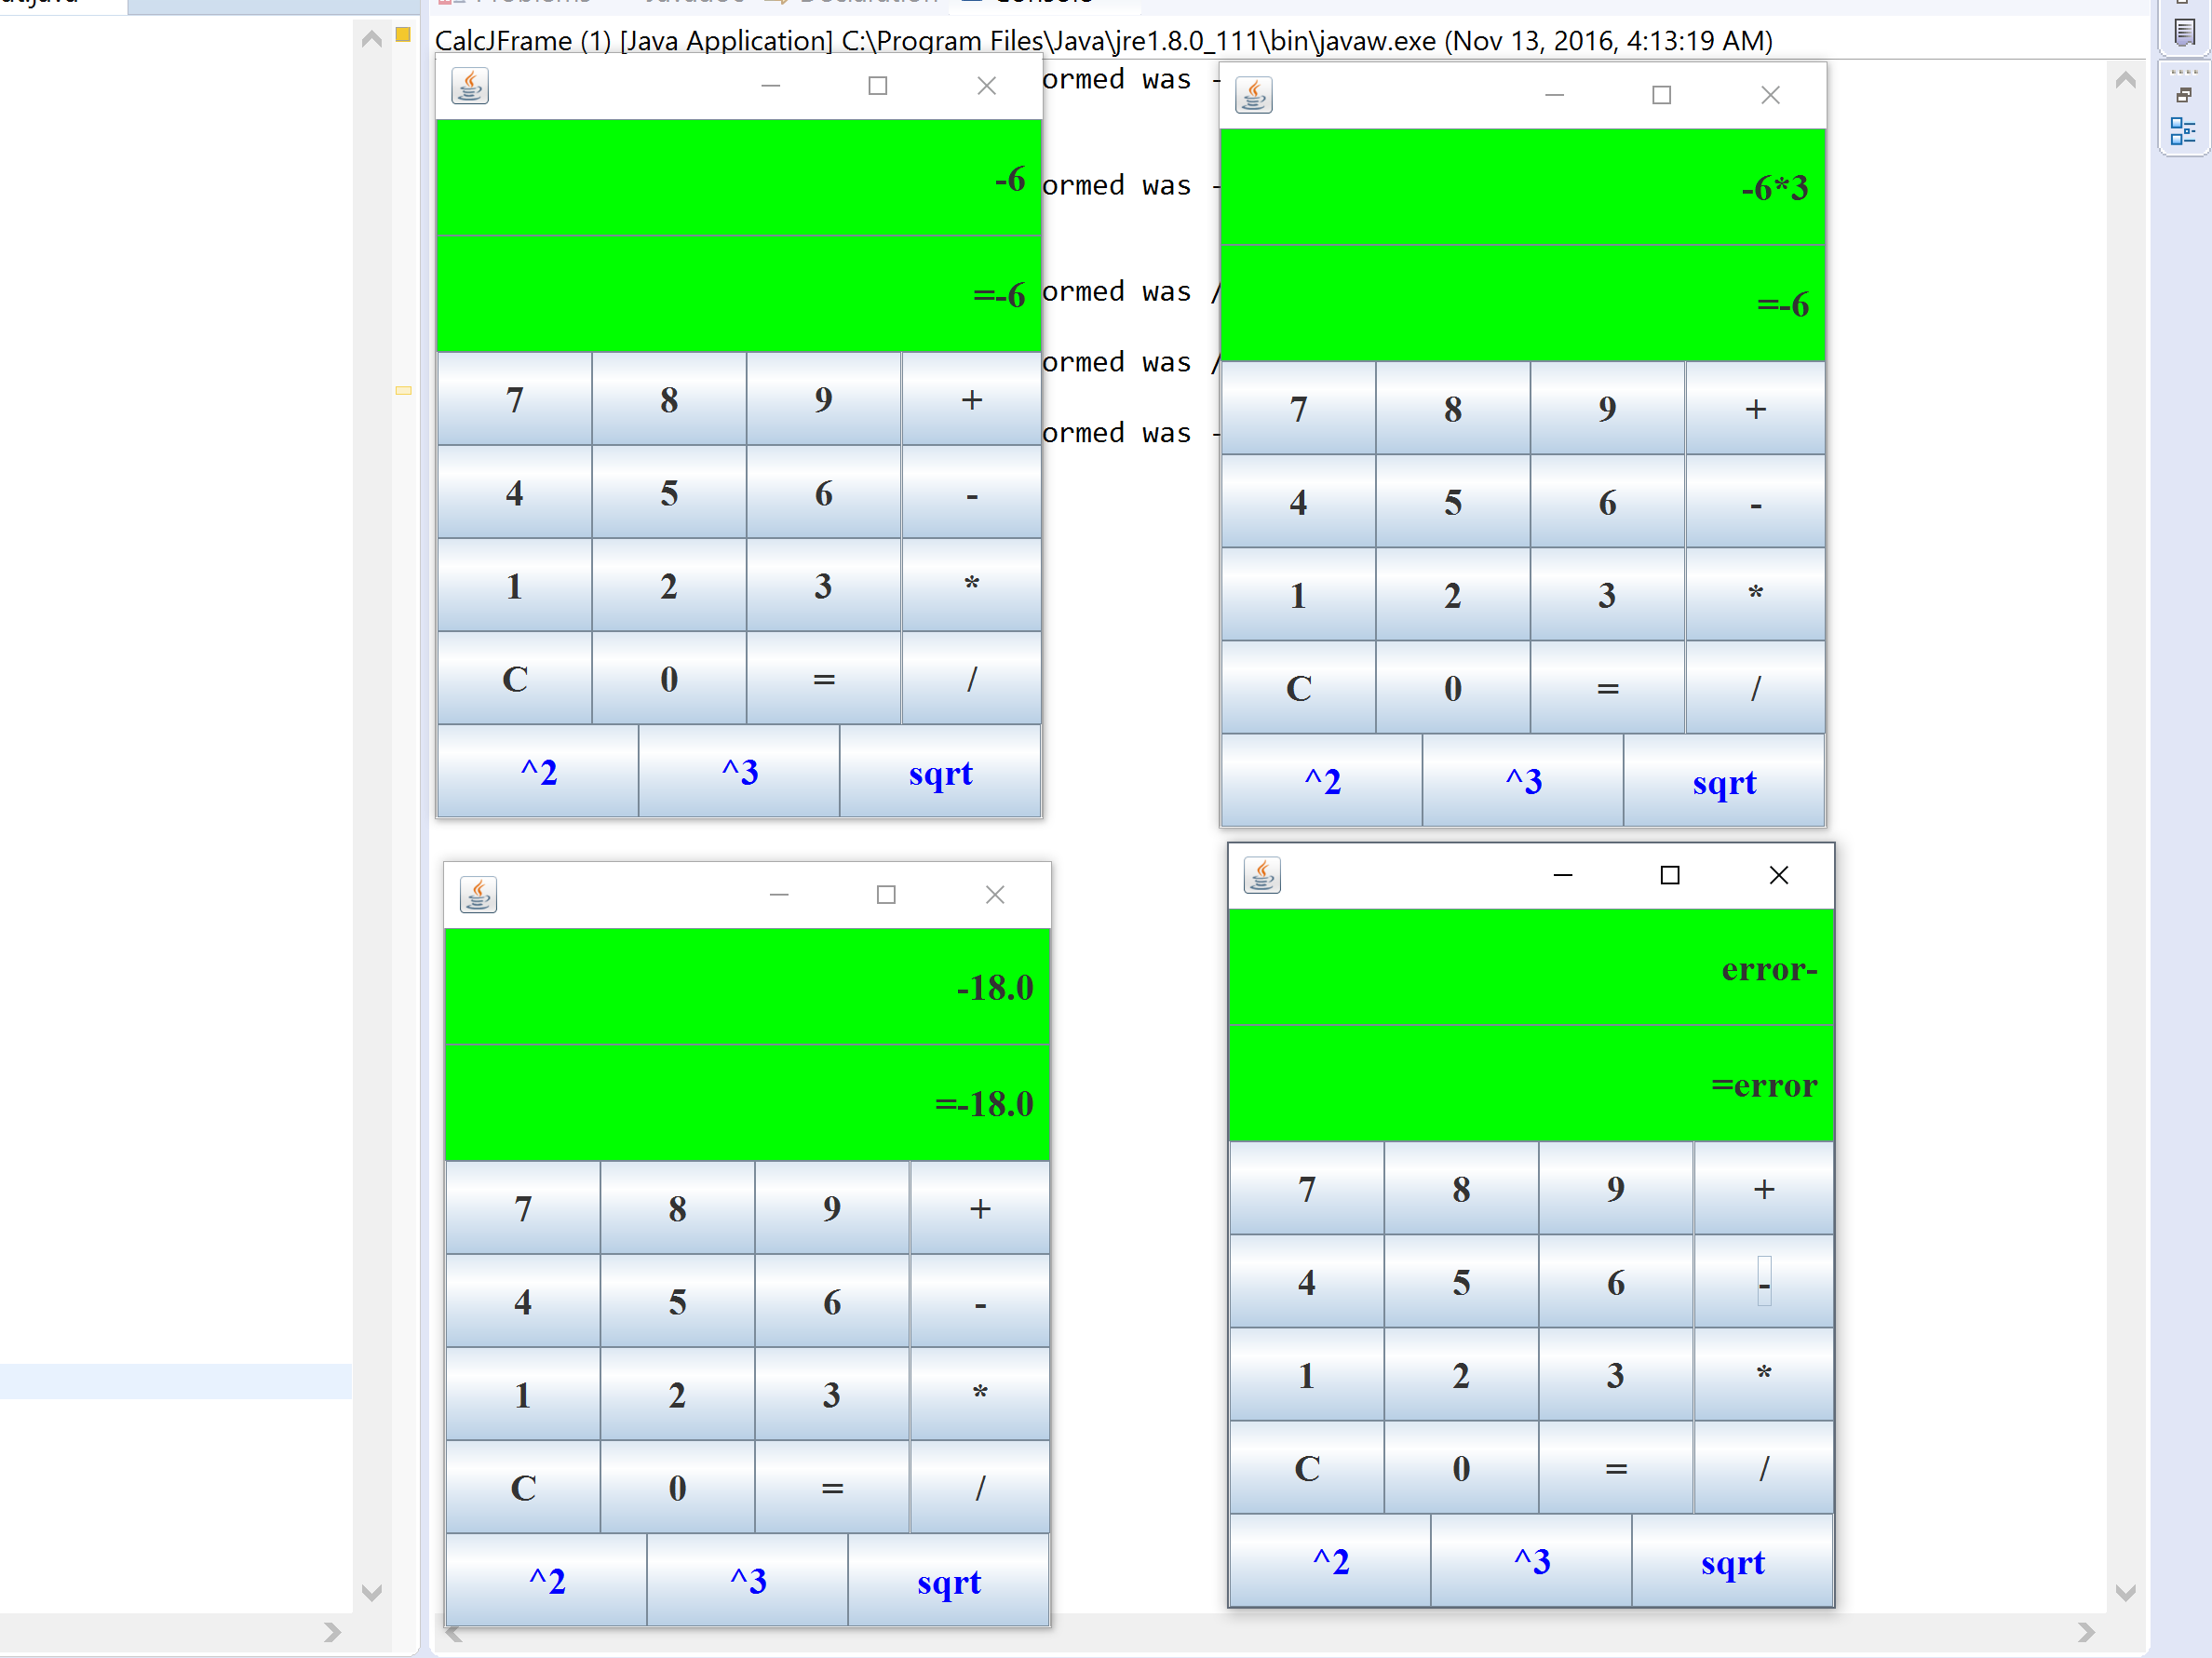 Console
CalcJFrame (1) [Java Application] C:\Program Files\Java\jre1.8.0_111\bin\javaw.exe (Nov 13, 2016, 4:13:19 AM)
ormed was -
ormed was -
ormed was /
ormed was /
ormed was -
-6
=-6
7 8 9 +
4 5 6 -
1 2 3 *
C 0 = /
^2 ^3 sqrt
-6*3
=-6
7 8 9 +
4 5 6 -
1 2 3 *
C 0 = /
^2 ^3 sqrt
-18.0
=-18.0
7 8 9 +
4 5 6 -
1 2 3 *
C 0 = /
^2 ^3 sqrt
error-
=error
7 8 9 +
4 5 6 -
1 2 3 *
C 0 = /
^2 ^3 sqrt